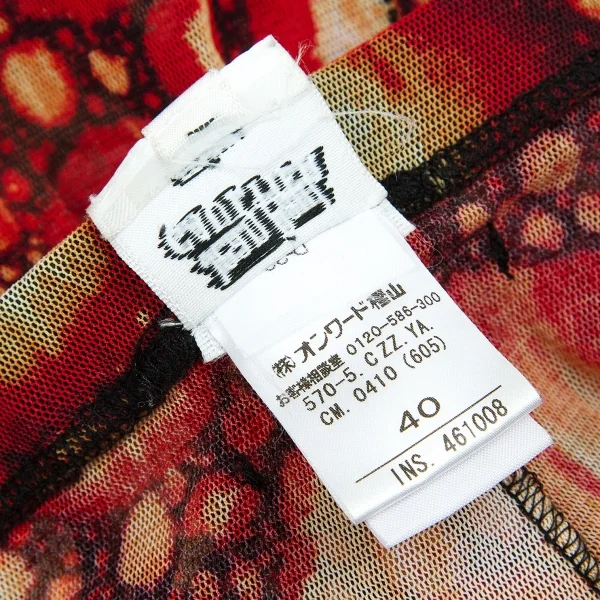 ㈱オンワード樫山
お客様相談室 0120-586-300
570-5. CZZ. YA.
CM. 0410 (605)
40
INS. 461008